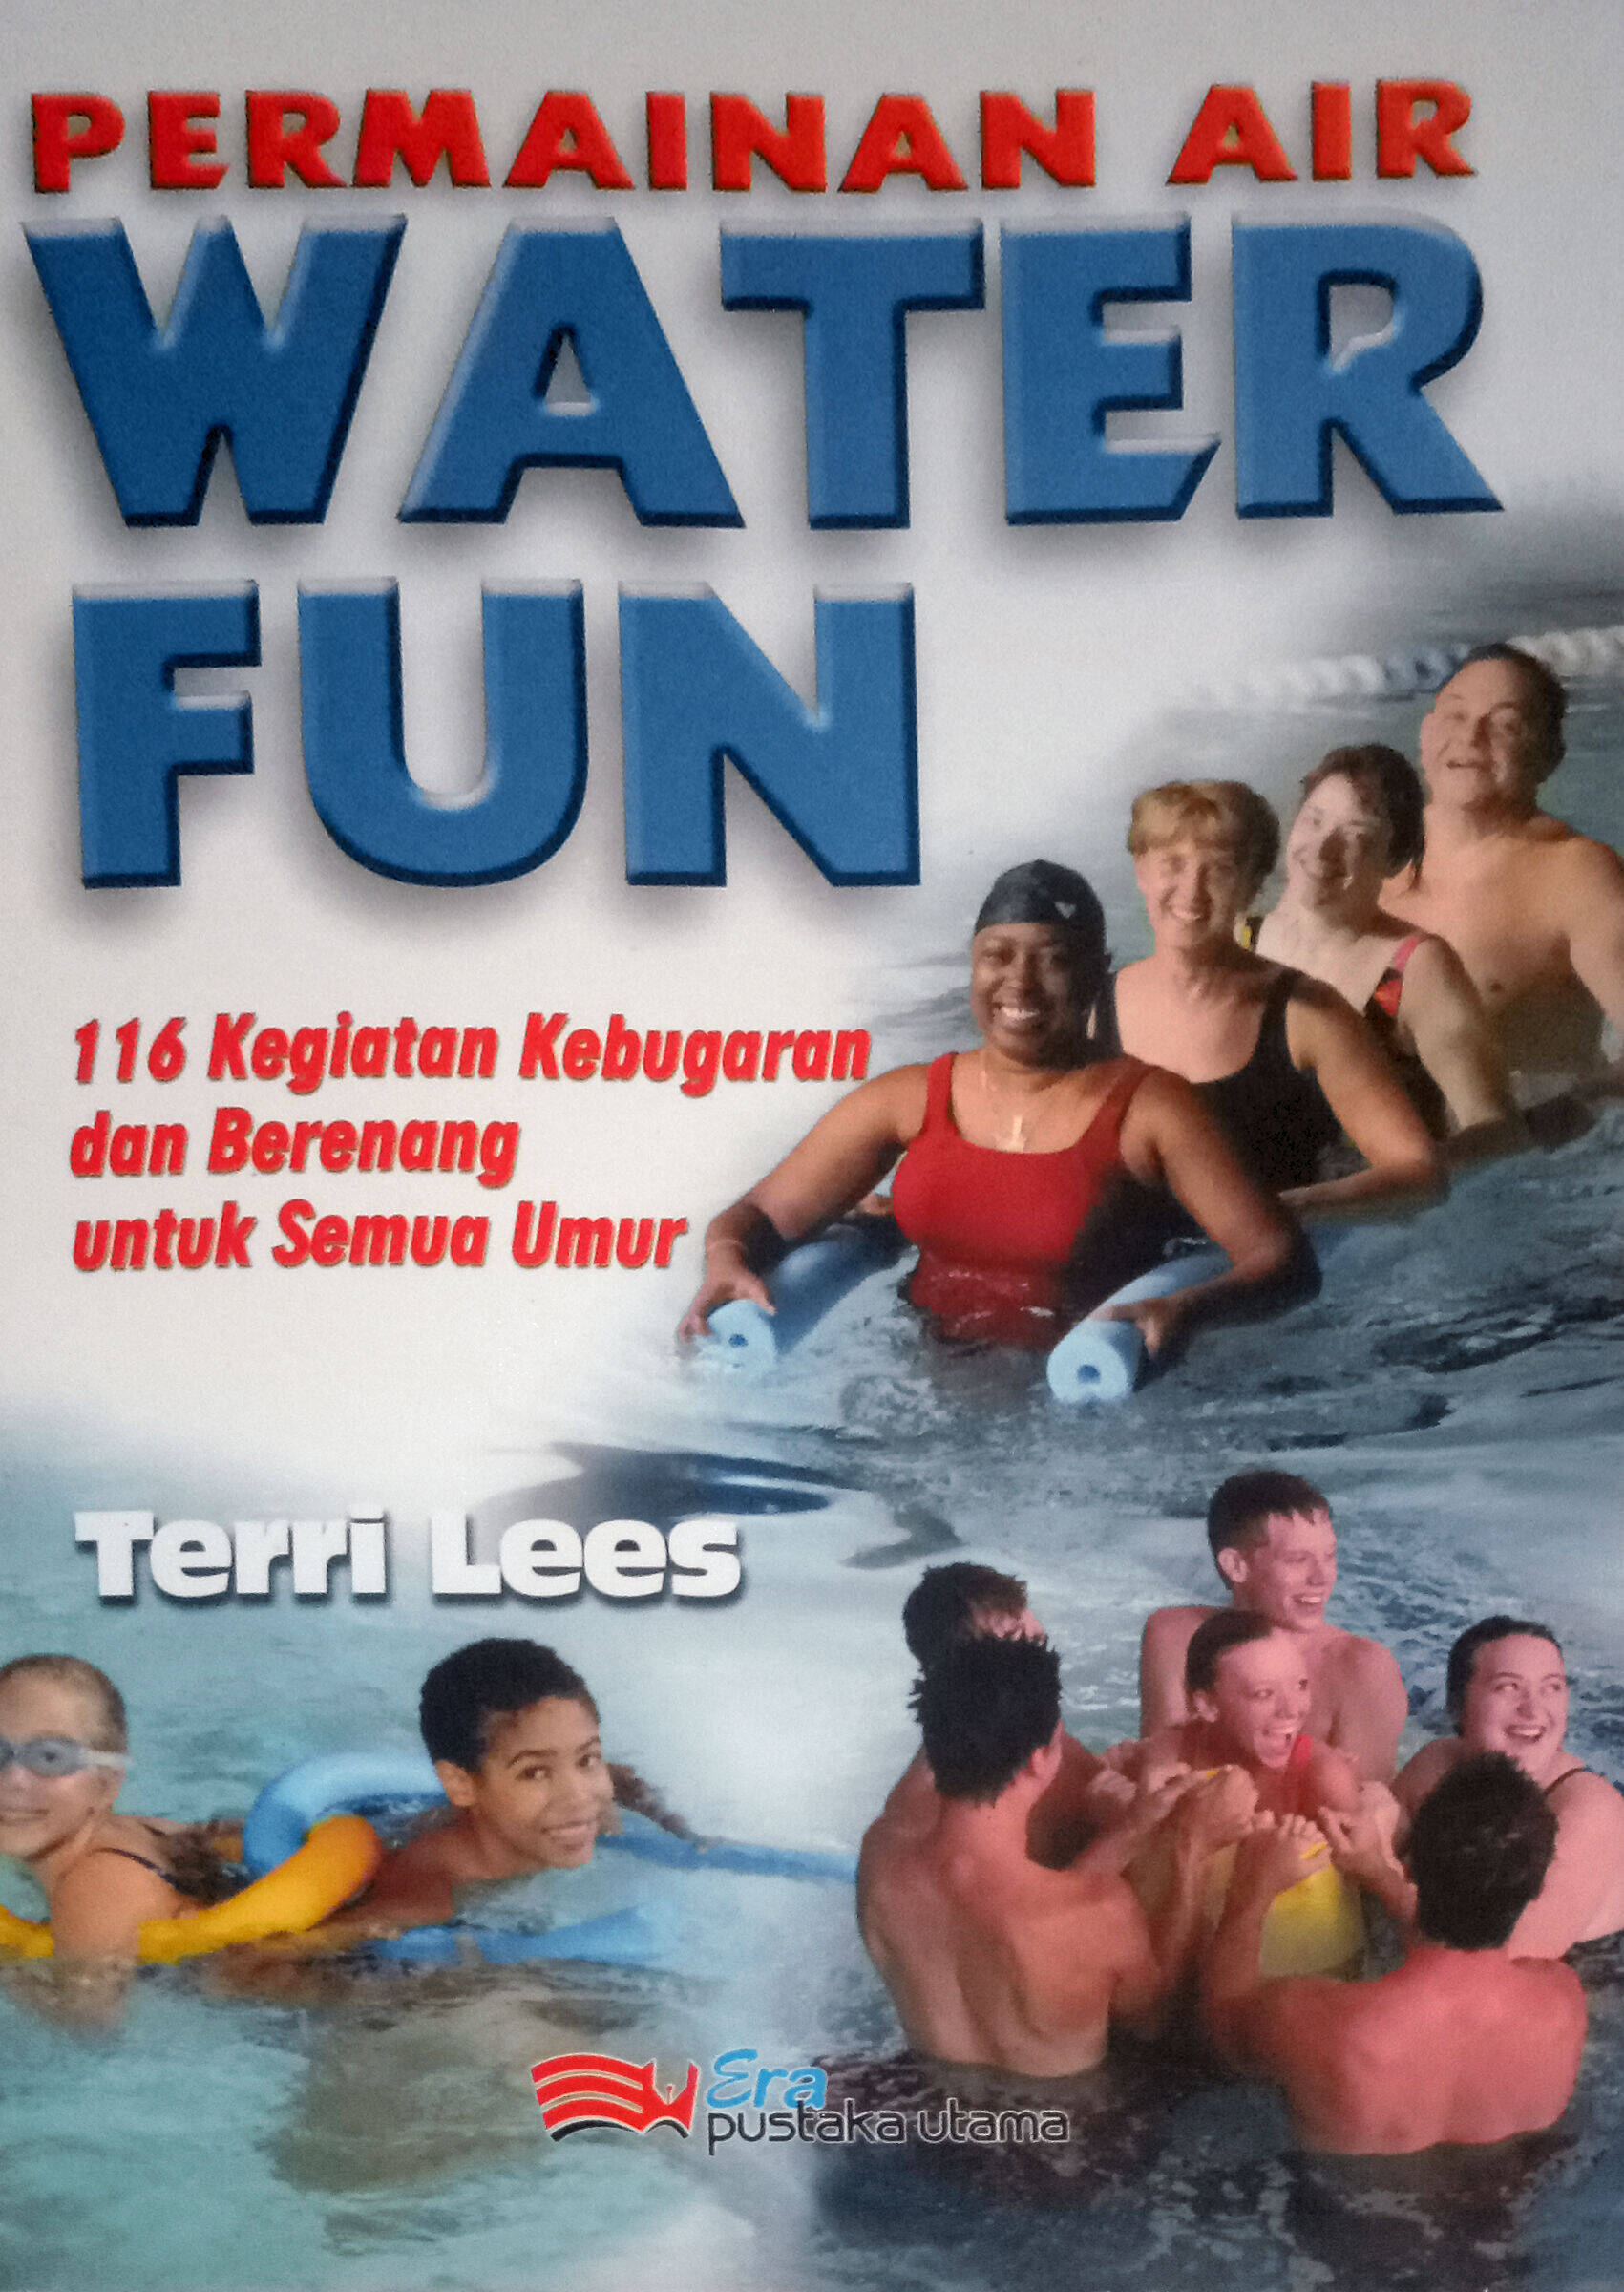 PERMAINAN AIR
WATER
FUN
116 Kegiatan Kebugaran
dan Berenang
untuk Semua Umur
Terri Lees
Era
pustaka utama